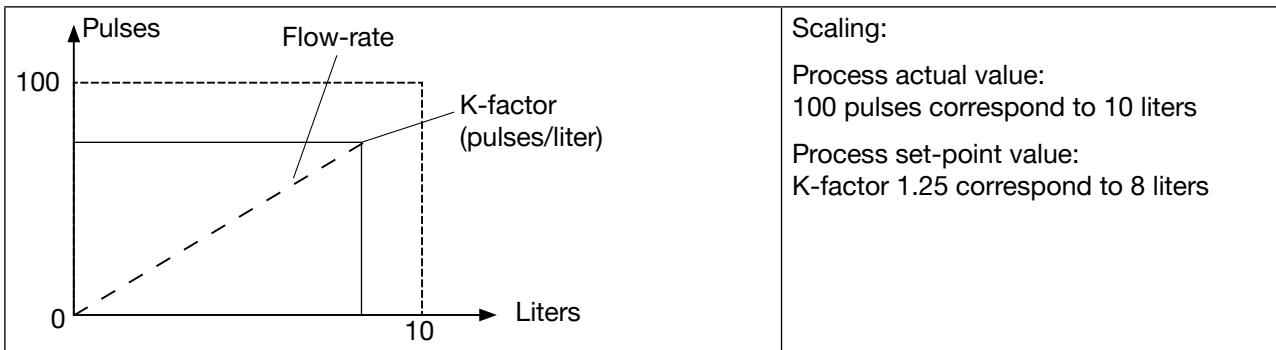 Pulses
Flow-rate
100
K-factor
(pulses/liter)
0
10
Liters
Scaling:
Process actual value:
100 pulses correspond to 10 liters
Process set-point value:
K-factor 1.25 correspond to 8 liters